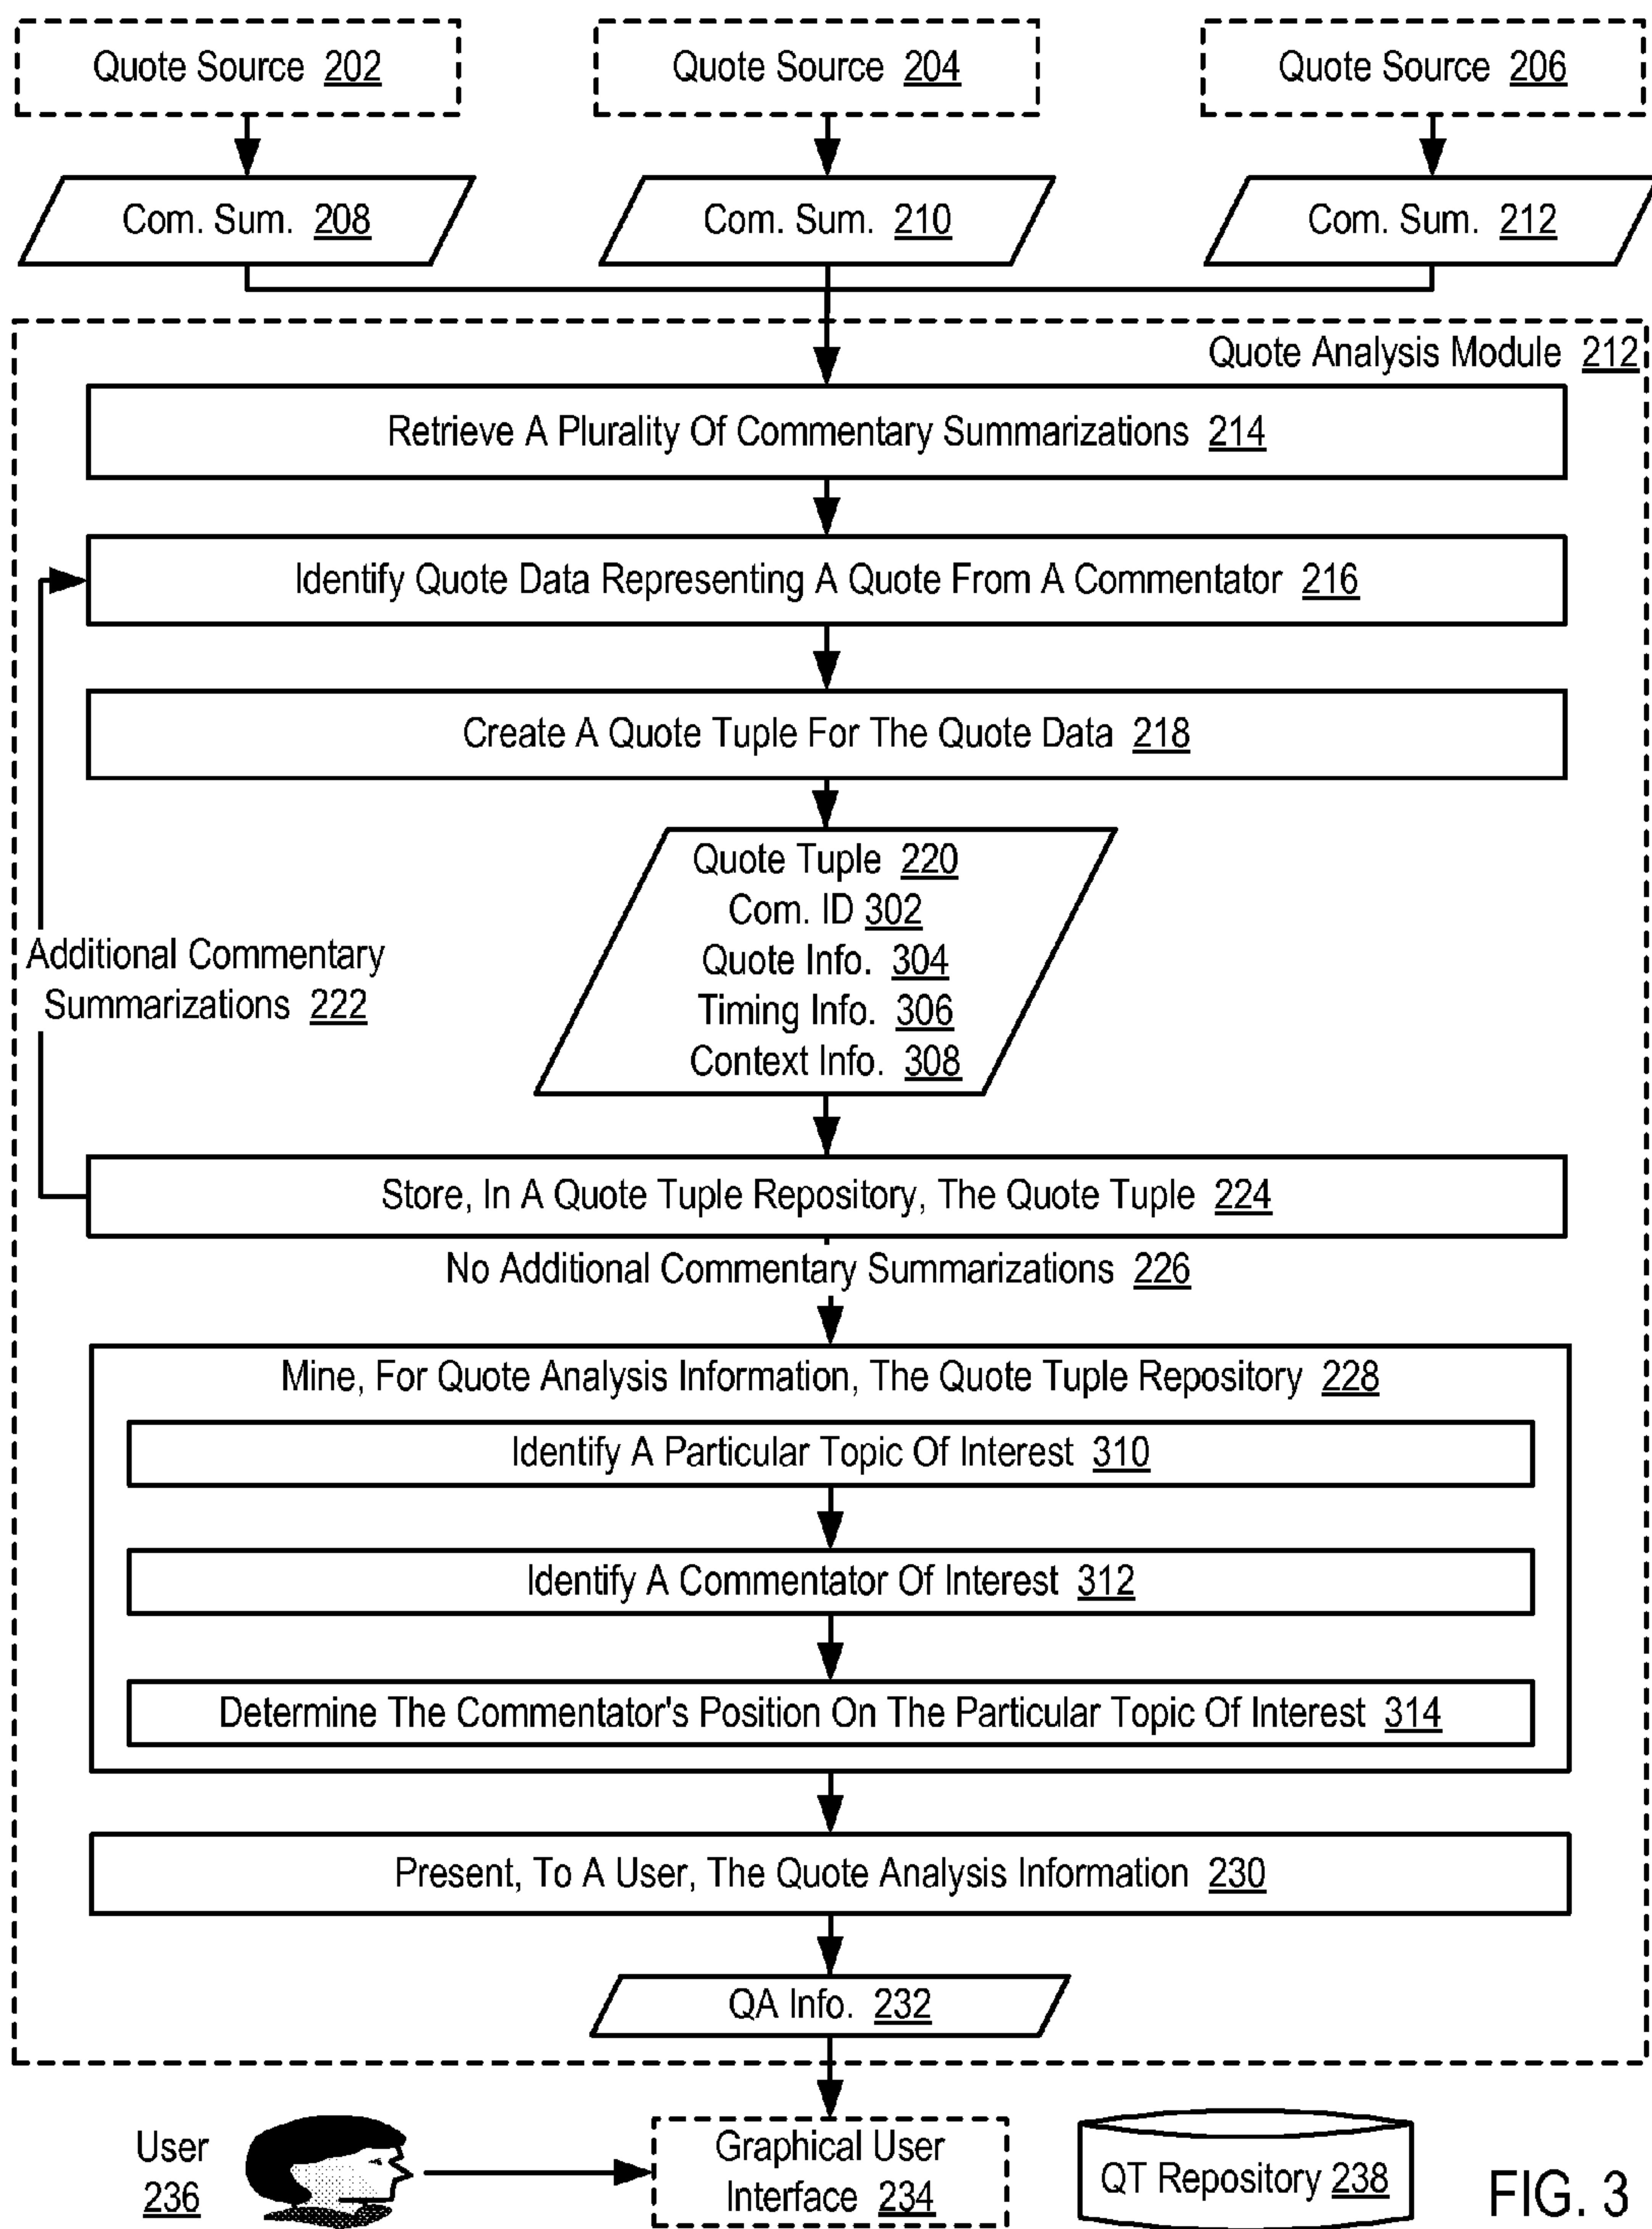 Quote Source 202
Quote Source 204
Quote Source 206
Com. Sum. 208
Com. Sum. 210
Com. Sum. 212
Quote Analysis Module 212
Retrieve A Plurality Of Commentary Summarizations 214
Identify Quote Data Representing A Quote From A Commentator 216
Create A Quote Tuple For The Quote Data 218
Quote Tuple 220
Com. ID 302
Quote Info. 304
Timing Info. 306
Context Info. 308
Additional Commentary
Summarizations 222
Store, In A Quote Tuple Repository, The Quote Tuple 224
No Additional Commentary Summarizations 226
Mine, For Quote Analysis Information, The Quote Tuple Repository 228
Identify A Particular Topic Of Interest 310
Identify A Commentator Of Interest 312
Determine The Commentator's Position On The Particular Topic Of Interest 314
Present, To A User, The Quote Analysis Information 230
QA Info. 232
User
236
Graphical User
Interface 234
QT Repository 238
FIG. 3